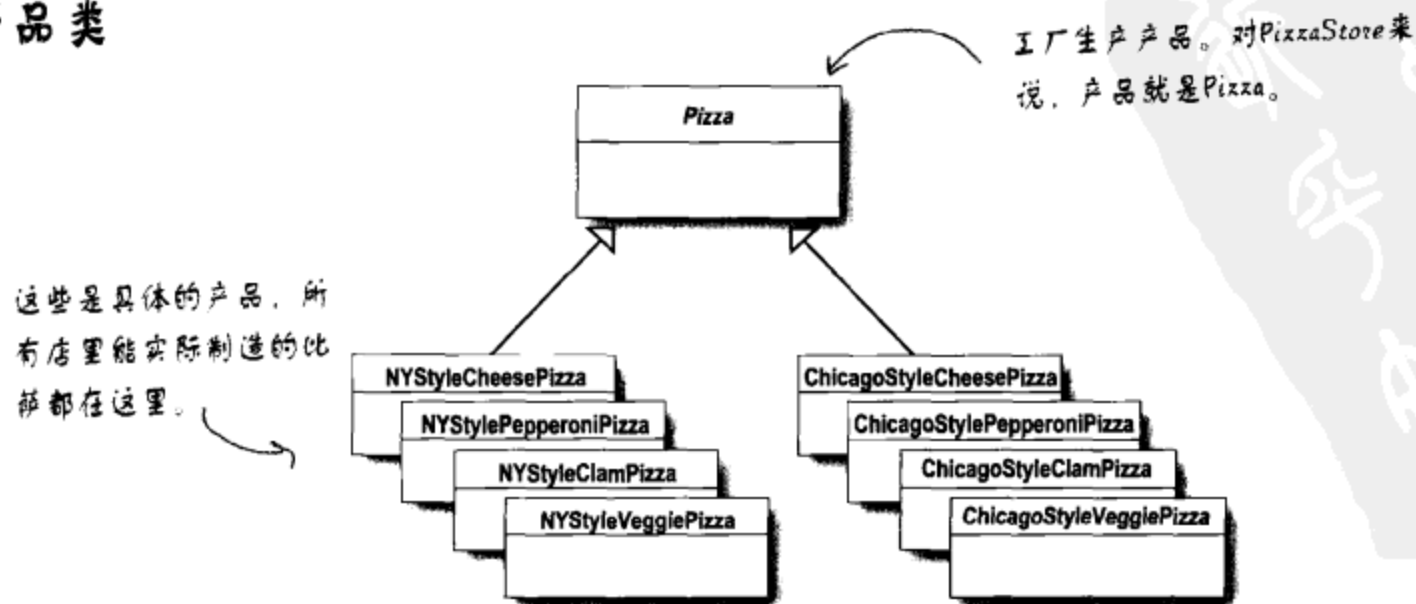 品类
工厂生产产品。对PizzaStore来
说，产品就是Pizza。
Pizza
这些是具体的产品，所
有店里能实际制造的比
萨都在这里。
NYStyleCheesePizza
NYStylePepperoniPizza
NYStyleClamPizza
NYStyleVeggiePizza
ChicagoStyleCheesePizza
ChicagoStylePepperoniPizza
ChicagoStyleClamPizza
ChicagoStyleVeggiePizza